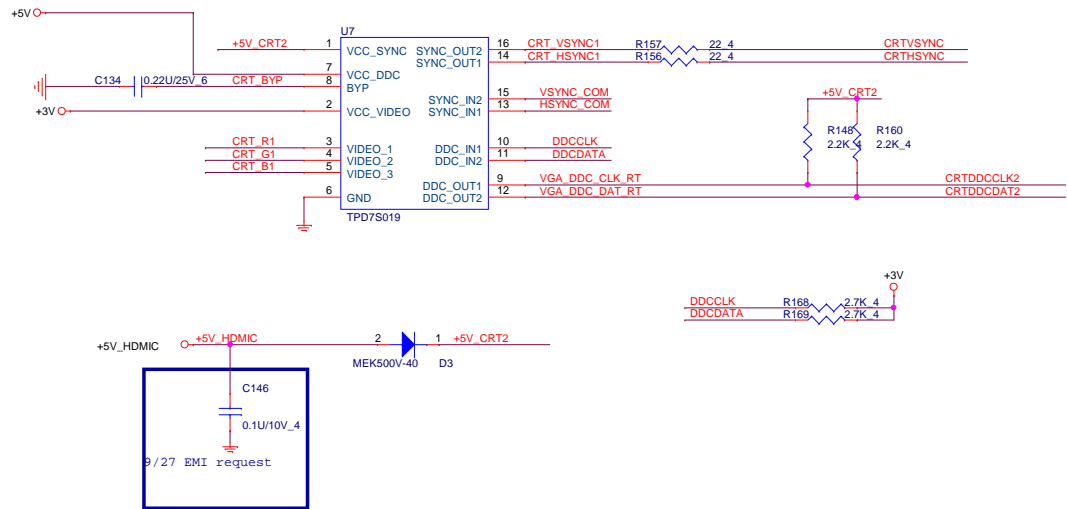 +5V
U7
+5V_CRT2 1 VCC_SYNC SYNC_OUT2 16 CRT_VSYNC1 R157 22_4 CRTVSYNC
SYNC_OUT1 14 CRT_HSYNC1 R156 22_4 CRTHSYNC
7 VCC_DDC
C134 0.22U/25V_6 CRT_BYP 8 BYP
SYNC_IN2 15 VSYNC_COM +5V_CRT2
+3V 2 VCC_VIDEO SYNC_IN1 13 HSYNC_COM
R148 R160
2.2K_4 2.2K_4
CRT_R1 3 VIDEO_1 DDC_IN1 10 DDCCLK
CRT_G1 4 VIDEO_2 DDC_IN2 11 DDCDATA
CRT_B1 5 VIDEO_3
DDC_OUT1 9 VGA_DDC_CLK_RT CRTDDCCLK2
6 GND DDC_OUT2 12 VGA_DDC_DAT_RT CRTDDCDAT2
TPD7S019
+3V
DDCCLK R168 2.7K_4
DDCDATA R169 2.7K_4
+5V_HDMIC +5V_HDMIC 2 1 +5V_CRT2
MEK500V-40 D3
C146
0.1U/10V_4
9/27 EMI request